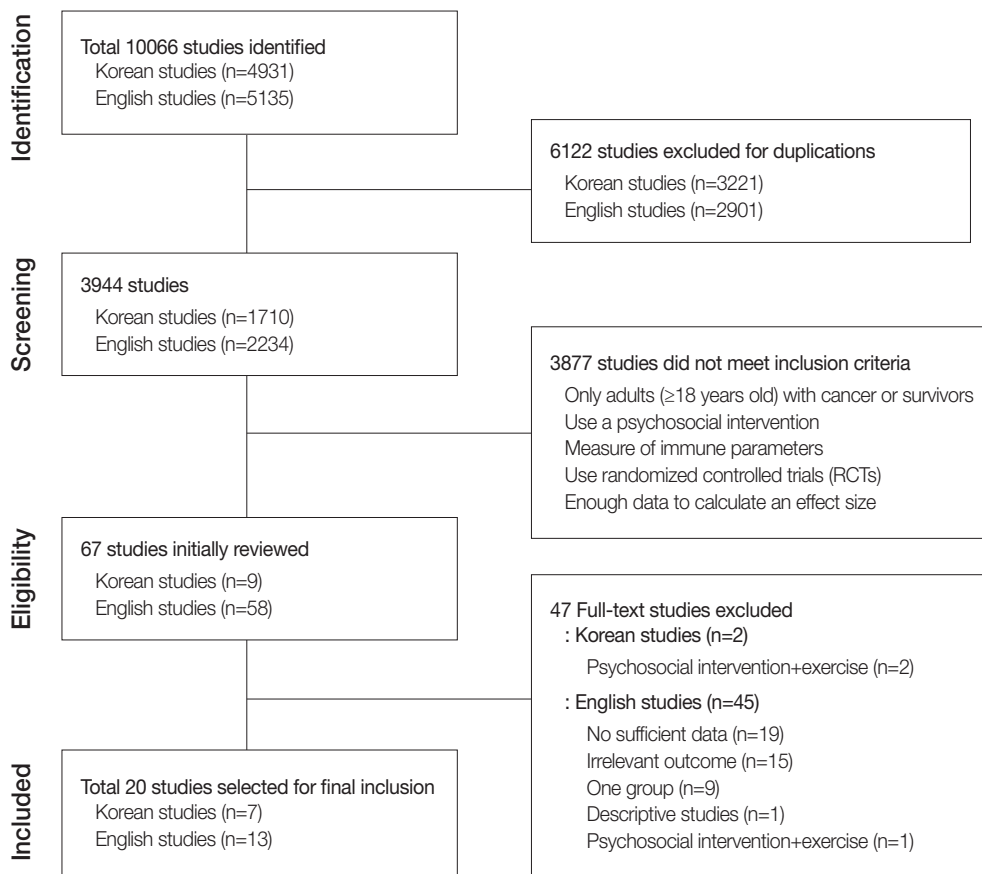 Identification
Total 10066 studies identified
Korean studies (n=4931)
English studies (n=5135)
6122 studies excluded for duplications
Korean studies (n=3221)
English studies (n=2901)
Screening
3944 studies
Korean studies (n=1710)
English studies (n=2234)
3877 studies did not meet inclusion criteria
Only adults (≥18 years old) with cancer or survivors
Use a psychosocial intervention
Measure of immune parameters
Use randomized controlled trials (RCTs)
Enough data to calculate an effect size
Eligibility
67 studies initially reviewed
Korean studies (n=9)
English studies (n=58)
47 Full-text studies excluded
: Korean studies (n=2)
Psychosocial intervention+exercise (n=2)
: English studies (n=45)
No sufficient data (n=19)
Irrelevant outcome (n=15)
One group (n=9)
Descriptive studies (n=1)
Psychosocial intervention+exercise (n=1)
Included
Total 20 studies selected for final inclusion
Korean studies (n=7)
English studies (n=13)